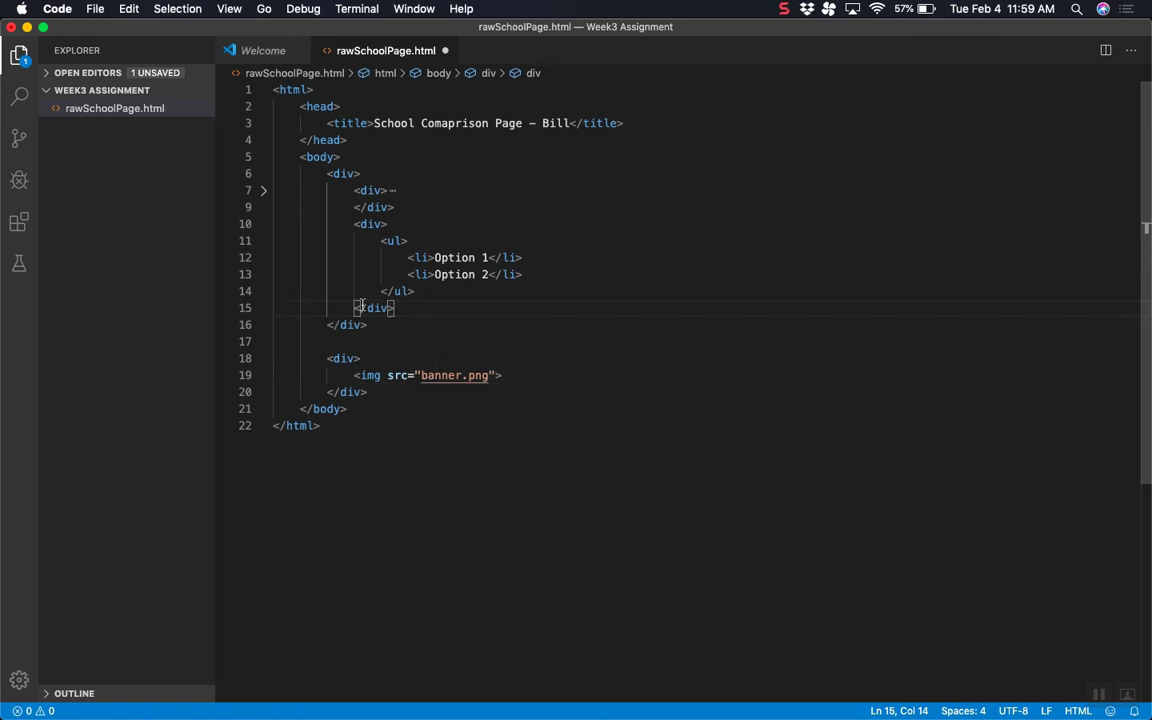 Code File Edit Selection View Go Debug Terminal Window Help 57% Tue Feb 4 11:59 AM
rawSchoolPage.html — Week3 Assignment
EXPLORER
Welcome
rawSchoolPage.html
OPEN EDITORS 1 UNSAVED
WEEK3 ASSIGNMENT
rawSchoolPage.html
rawSchoolPage.html > html > body > div > div
1 <html>
2 <head>
3 <title>School Comaprison Page - Bill</title>
4 </head>
5 <body>
6 <div>
7 <div>⋯
9 </div>
10 <div>
11 <ul>
12 <li>Option 1</li>
13 <li>Option 2</li>
14 </ul>
15 </div>
16 </div>
17
18 <div>
19 <img src="banner.png">
20 </div>
21 </body>
22 </html>
1
OUTLINE
0 0 Ln 15, Col 14 Spaces: 4 UTF-8 LF HTML